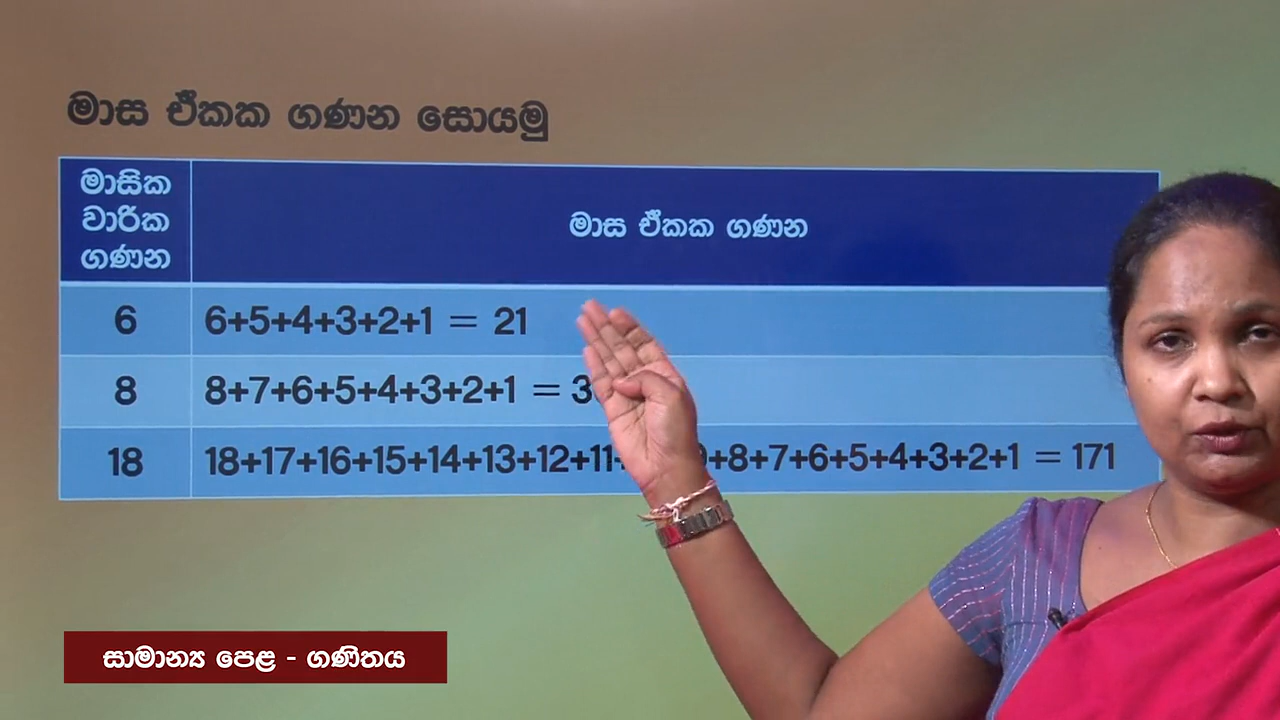 මාස ඒකක ගණන සොයමු
මාසික
වාරික
ගණන
මාස ඒකක ගණන
6
6+5+4+3+2+1 = 21
8
8+7+6+5+4+3+2+1 = 3
18
18+17+16+15+14+13+12+11+ 9+8+7+6+5+4+3+2+1 = 171
සාමාන්‍ය පෙළ - ගණිතය